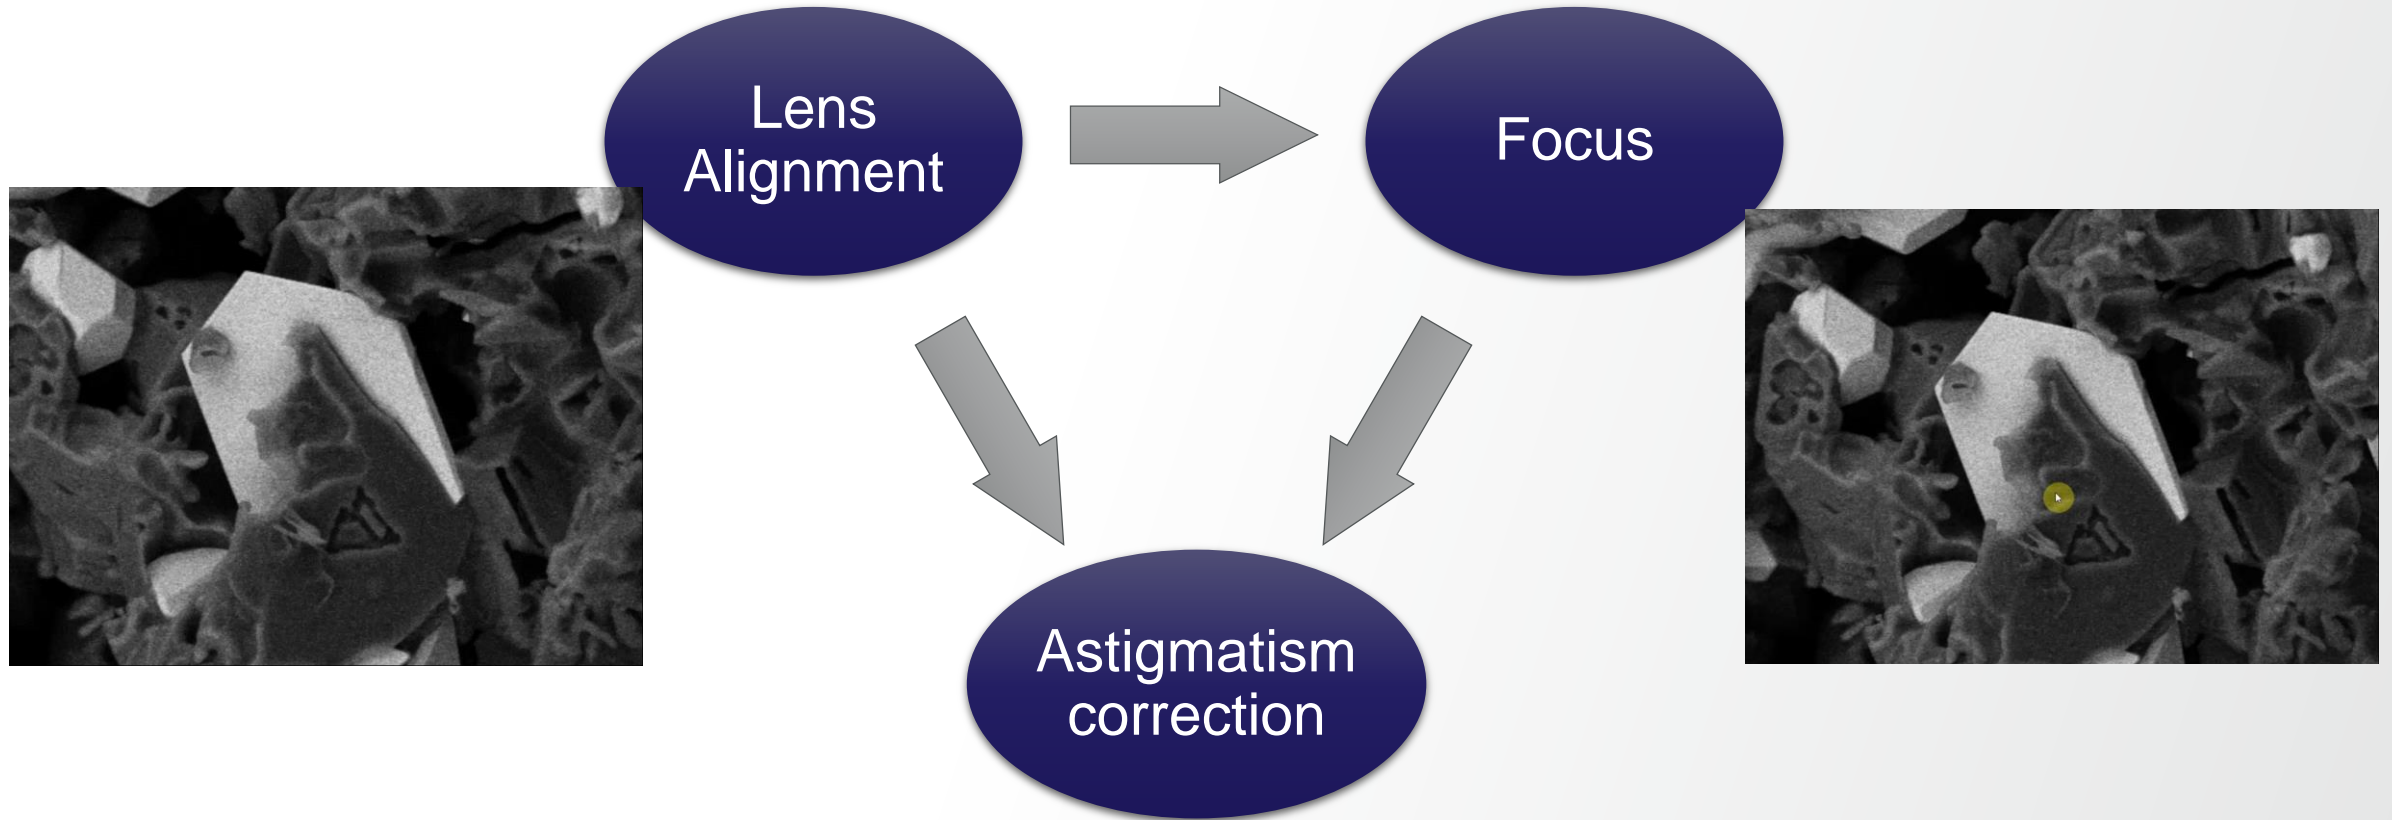 Lens
Alignment
Focus
Astigmatism
correction